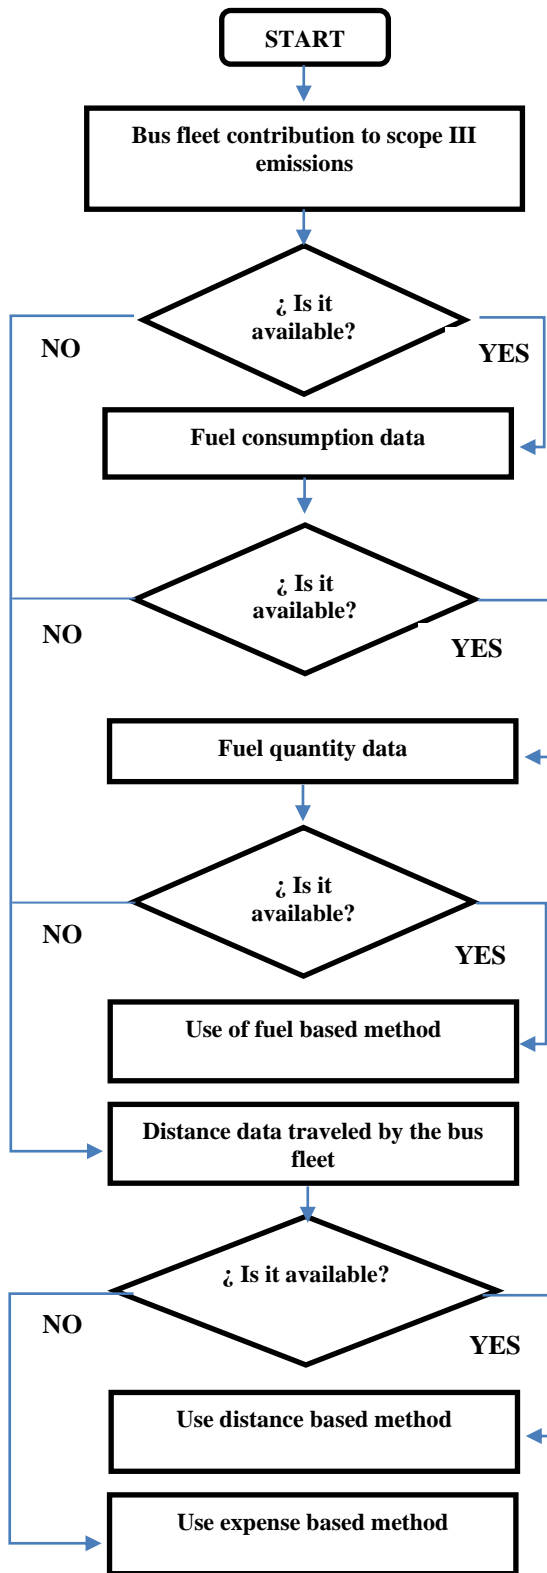 START
Bus fleet contribution to scope III
emissions
¿ Is it
available?
NO
YES
Fuel consumption data
¿ Is it
available?
NO
YES
Fuel quantity data
¿ Is it
available?
NO
YES
Use of fuel based method
Distance data traveled by the bus
fleet
¿ Is it available?
NO
YES
Use distance based method
Use expense based method